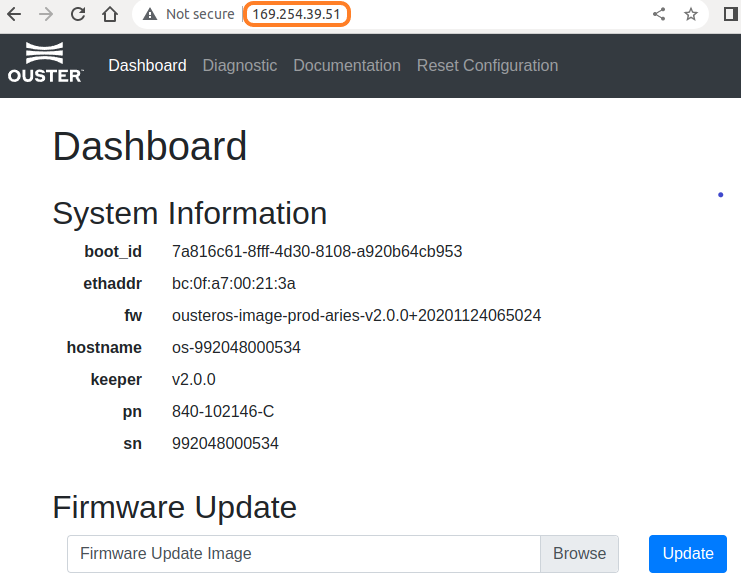 Not secure 169.254.39.51
OUSTER Dashboard Diagnostic Documentation Reset Configuration
Dashboard
System Information
boot_id 7a816c61-8fff-4d30-8108-a920b64cb953
ethaddr bc:0f:a7:00:21:3a
fw ousteros-image-prod-aries-v2.0.0+20201124065024
hostname os-992048000534
keeper v2.0.0
pn 840-102146-C
sn 992048000534
Firmware Update
Firmware Update Image Browse Update